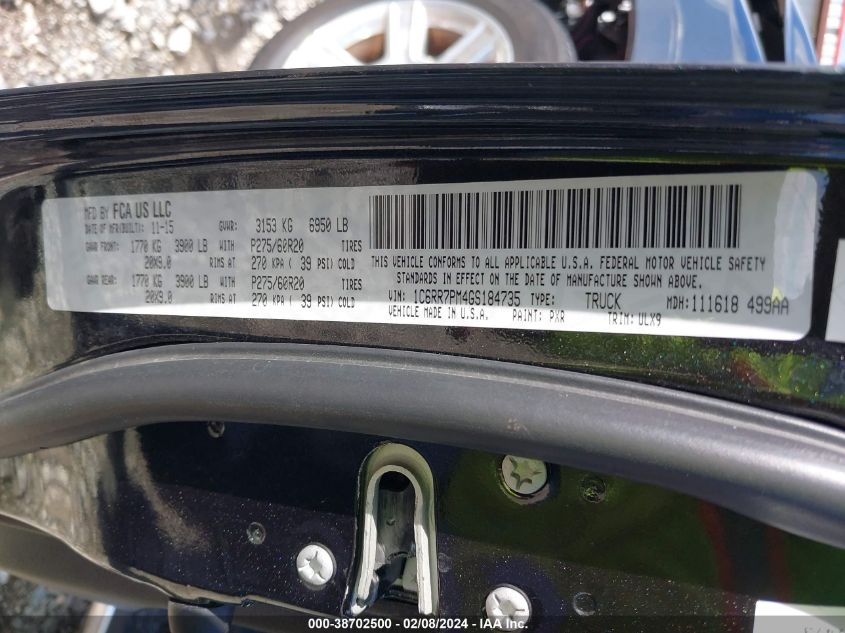 MFD BY FCA US LLC
DATE OF MFR(BUILT): 11-15 GVWR: 3153 KG 6950 LB
GAWR FRONT: 1770 KG 3900 LB WITH P275/60R20 TIRES
20X9.0 RIMS AT 270 KPA ( 39 PSI) COLD
GAWR REAR: 1770 KG 3900 LB WITH P275/60R20 TIRES
20X9.0 RIMS AT 270 KPA ( 39 PSI) COLD
THIS VEHICLE CONFORMS TO ALL APPLICABLE U.S.A. FEDERAL MOTOR VEHICLE SAFETY
STANDARDS IN EFFECT ON THE DATE OF MANUFACTURE SHOWN ABOVE.
VIN: 1C6RR7PM4GS184735 TYPE: TRUCK MDH: 111618 499AA
VEHICLE MADE IN U.S.A. PAINT: PXR TRIM: ULX9
000-38702500 - 02/08/2024 - IAA Inc.